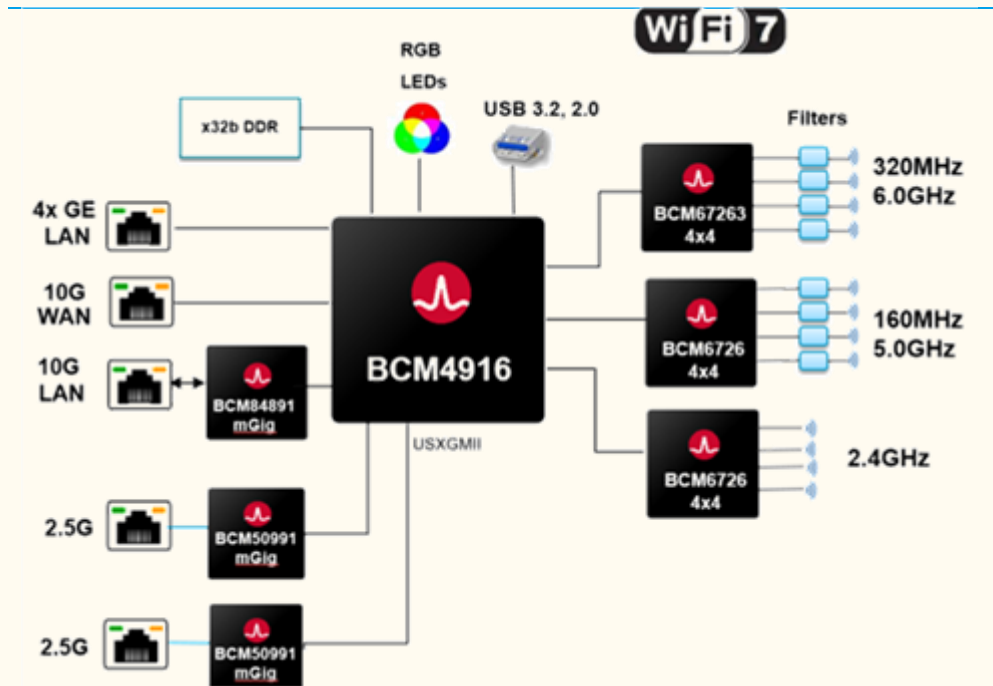 Wi Fi 7
RGB
LEDs
USB 3.2, 2.0
x32b DDR
Filters
4x GE
LAN
10G
WAN
10G
LAN
BCM84891
mGig
BCM4916
USXGMII
2.5G
BCM50991
mGig
2.5G
BCM50991
mGig
BCM67263
4x4
320MHz
6.0GHz
BCM6726
4x4
160MHz
5.0GHz
BCM6726
4x4
2.4GHz